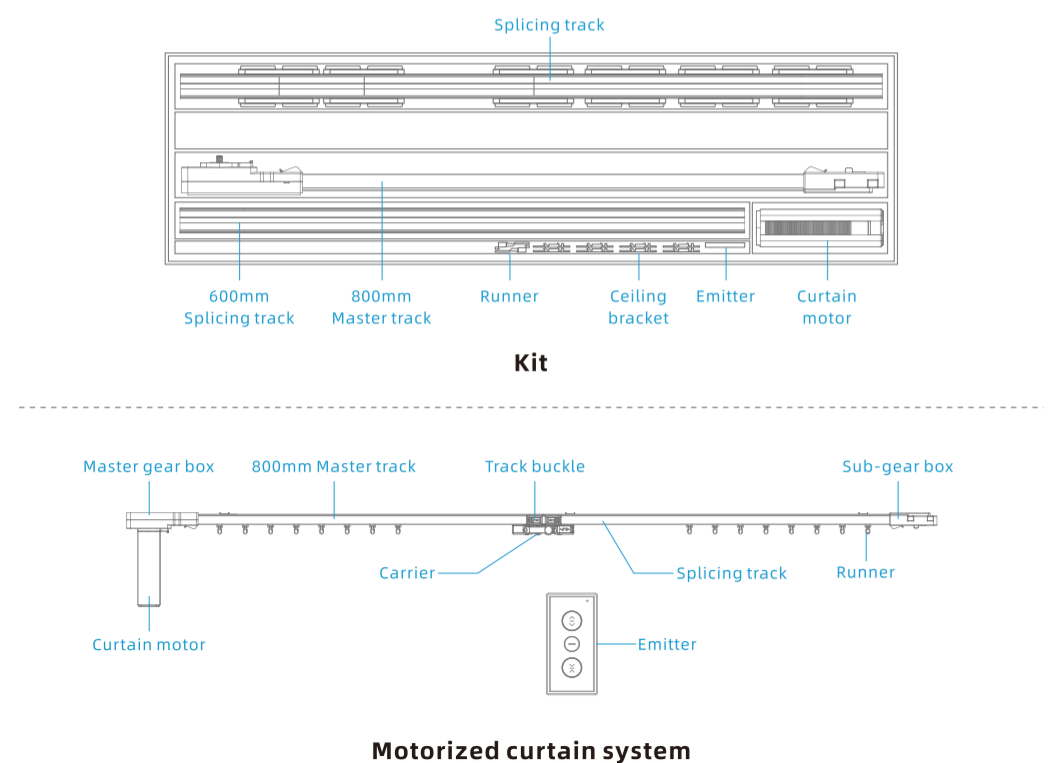 Splicing track
600mm
Splicing track
800mm
Master track
Runner
Ceiling
bracket
Emitter
Curtain
motor
Kit
Master gear box
800mm Master track
Track buckle
Sub-gear box
Carrier
Splicing track
Runner
Curtain motor
Emitter
Motorized curtain system